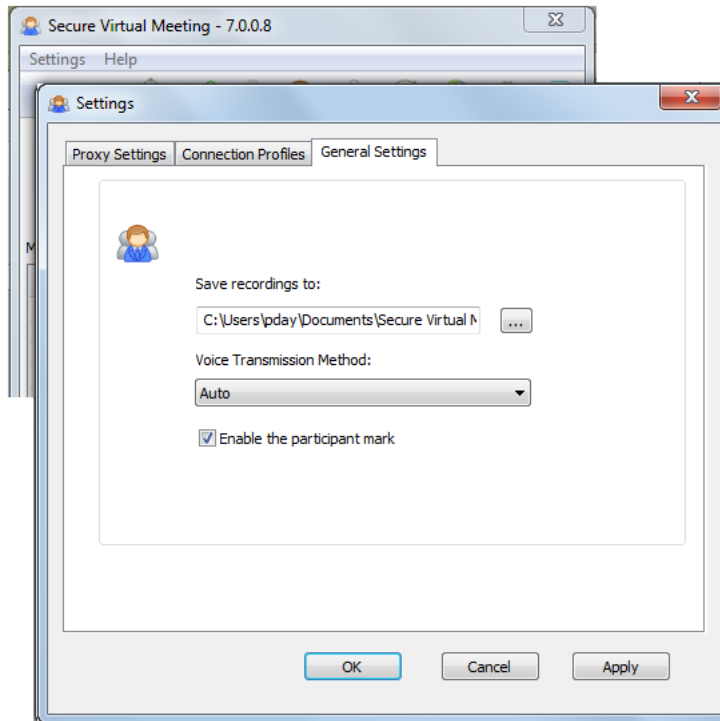 Secure Virtual Meeting - 7.0.0.8
Settings Help
Settings
Proxy Settings Connection Profiles General Settings
Save recordings to:
C:\Users\pday\Documents\Secure Virtual
...
Voice Transmission Method:
Auto
Enable the participant mark
OK Cancel Apply